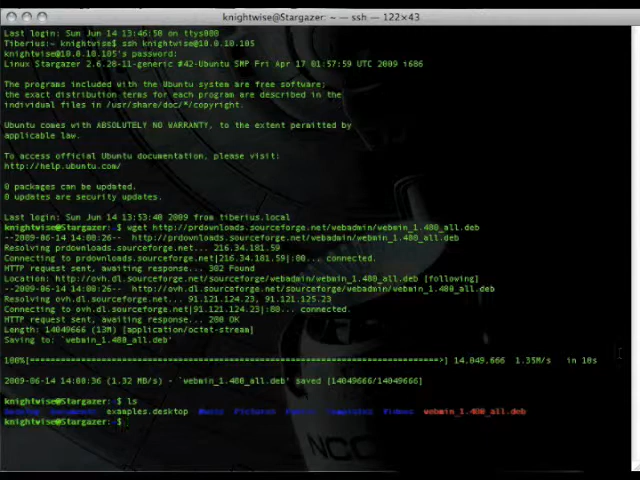 knightwise@Stargazer: ~ — ssh — 122×43
Last login: Sun Jun 14 13:46:50 on ttys000
Tiberius:~ knightwise$ ssh knightwise@10.0.10.105
knightwise@10.0.10.105's password:
Linux Stargazer 2.6.28-11-generic #42-Ubuntu SMP Fri Apr 17 01:57:59 UTC 2009 i686
The programs included with the Ubuntu system are free software;
the exact distribution terms for each program are described in the
individual files in /usr/share/doc/*/copyright.
Ubuntu comes with ABSOLUTELY NO WARRANTY, to the extent permitted by
applicable law.
To access official Ubuntu documentation, please visit:
http://help.ubuntu.com/
0 packages can be updated.
0 updates are security updates.
Last login: Sun Jun 14 13:53:40 2009 from tiberius.local
knightwise@Stargazer:~$ wget http://prdownloads.sourceforge.net/webadmin/webmin_1.480_all.deb
--2009-06-14 14:08:26-- http://prdownloads.sourceforge.net/webadmin/webmin_1.480_all.deb
Resolving prdownloads.sourceforge.net... 216.34.181.59
Connecting to prdownloads.sourceforge.net|216.34.181.59|:80... connected.
HTTP request sent, awaiting response... 302 Found
Location: http://ovh.dl.sourceforge.net/sourceforge/webadmin/webmin_1.480_all.deb [following]
--2009-06-14 14:08:26-- http://ovh.dl.sourceforge.net/sourceforge/webadmin/webmin_1.480_all.deb
Resolving ovh.dl.sourceforge.net... 91.121.124.23, 91.121.125.23
Connecting to ovh.dl.sourceforge.net|91.121.124.23|:80... connected.
HTTP request sent, awaiting response... 200 OK
Length: 14049666 (13M) [application/octet-stream]
Saving to: `webmin_1.480_all.deb'
100%[======================================================================================>] 14,049,666 1.35M/s in 10s
2009-06-14 14:08:36 (1.32 MB/s) - `webmin_1.480_all.deb' saved [14049666/14049666]
knightwise@Stargazer:~$ ls
Desktop Documents examples.desktop Music Pictures Public Templates Videos webmin_1.480_all.deb
knightwise@Stargazer:~$
NCC